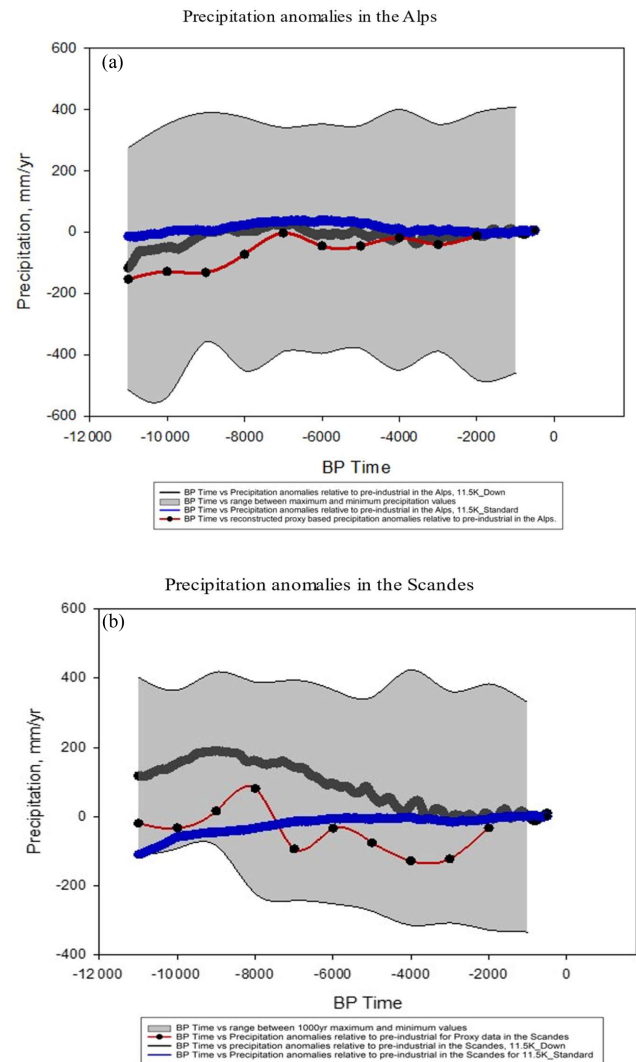 Precipitation anomalies in the Alps
(a)
600
400
200
0
-200
-400
-600
Precipitation, mm/yr
-12 000 -10 000 -8000 -6000 -4000 -2000 0
BP Time
BP Time vs Precipitation anomalies relative to pre-industrial in the Alps, 11.5K_Down
BP Time vs range between maximum and minimum precipitation values
BP Time vs Precipitation anomalies relative to pre-industrial in the Alps, 11.5K_Standard
BP Time vs reconstructed proxy based precipitation anomalies relative to pre-industrial in the Alps.
Precipitation anomalies in the Scandes
(b)
600
400
200
0
-200
-400
Precipitation, mm/yr
-12 000 -10 000 -8000 -6000 -4000 -2000 0
BP Time
BP Time vs range between 1000yr maximum and minimum values
BP Time vs Precipitation anomalies relative to pre-industrial for Proxy data in the Scandes
BP Time vs precipitation anomalies relative to pre-industrial in the Scandes, 11.5K_Down
BP Time vs Precipitation anomalies relative to pre-industrial in the Scandes for 11.5K_Standard